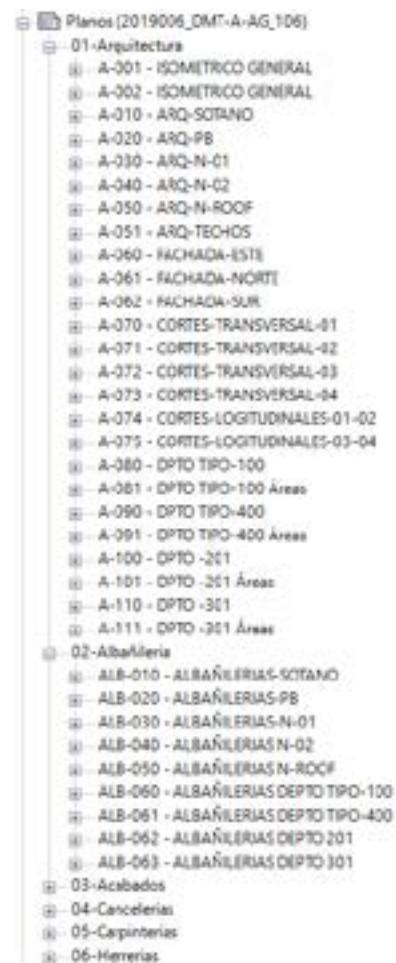 Planos (2019006_DMT-A-AG_106)
01-Arquitectura
A-001 - ISOMETRICO GENERAL
A-002 - ISOMETRICO GENERAL
A-010 - ARQ-SOTANO
A-020 - ARQ-PB
A-030 - ARQ-N-01
A-040 - ARQ-N-02
A-050 - ARQ-N-ROOF
A-051 - ARQ-TECHOS
A-060 - FACHADA-ESTE
A-061 - FACHADA-NORTE
A-062 - FACHADA-SUR
A-070 - CORTES-TRANSVERSAL-01
A-071 - CORTES-TRANSVERSAL-02
A-072 - CORTES-TRANSVERSAL-03
A-073 - CORTES-TRANSVERSAL-04
A-074 - CORTES-LOGITUDINALES-01-02
A-075 - CORTES-LOGITUDINALES-03-04
A-080 - DPTO TIPO-100
A-081 - DPTO TIPO-100 Áreas
A-090 - DPTO TIPO-400
A-091 - DPTO TIPO-400 Áreas
A-100 - DPTO -201
A-101 - DPTO -201 Áreas
A-110 - DPTO -301
A-111 - DPTO -301 Áreas
02-Albañileria
ALB-010 - ALBAÑILERIAS-SOTANO
ALB-020 - ALBAÑILERIAS-PB
ALB-030 - ALBAÑILERIAS-N-01
ALB-040 - ALBAÑILERIAS N-02
ALB-050 - ALBAÑILERIAS N-ROOF
ALB-060 - ALBAÑILERIAS DEPTO TIPO-100
ALB-061 - ALBAÑILERIAS DEPTO TIPO-400
ALB-062 - ALBAÑILERIAS DEPTO 201
ALB-063 - ALBAÑILERIAS DEPTO 301
03-Acabados
04-Cancelerias
05-Carpinterias
06-Herrerias